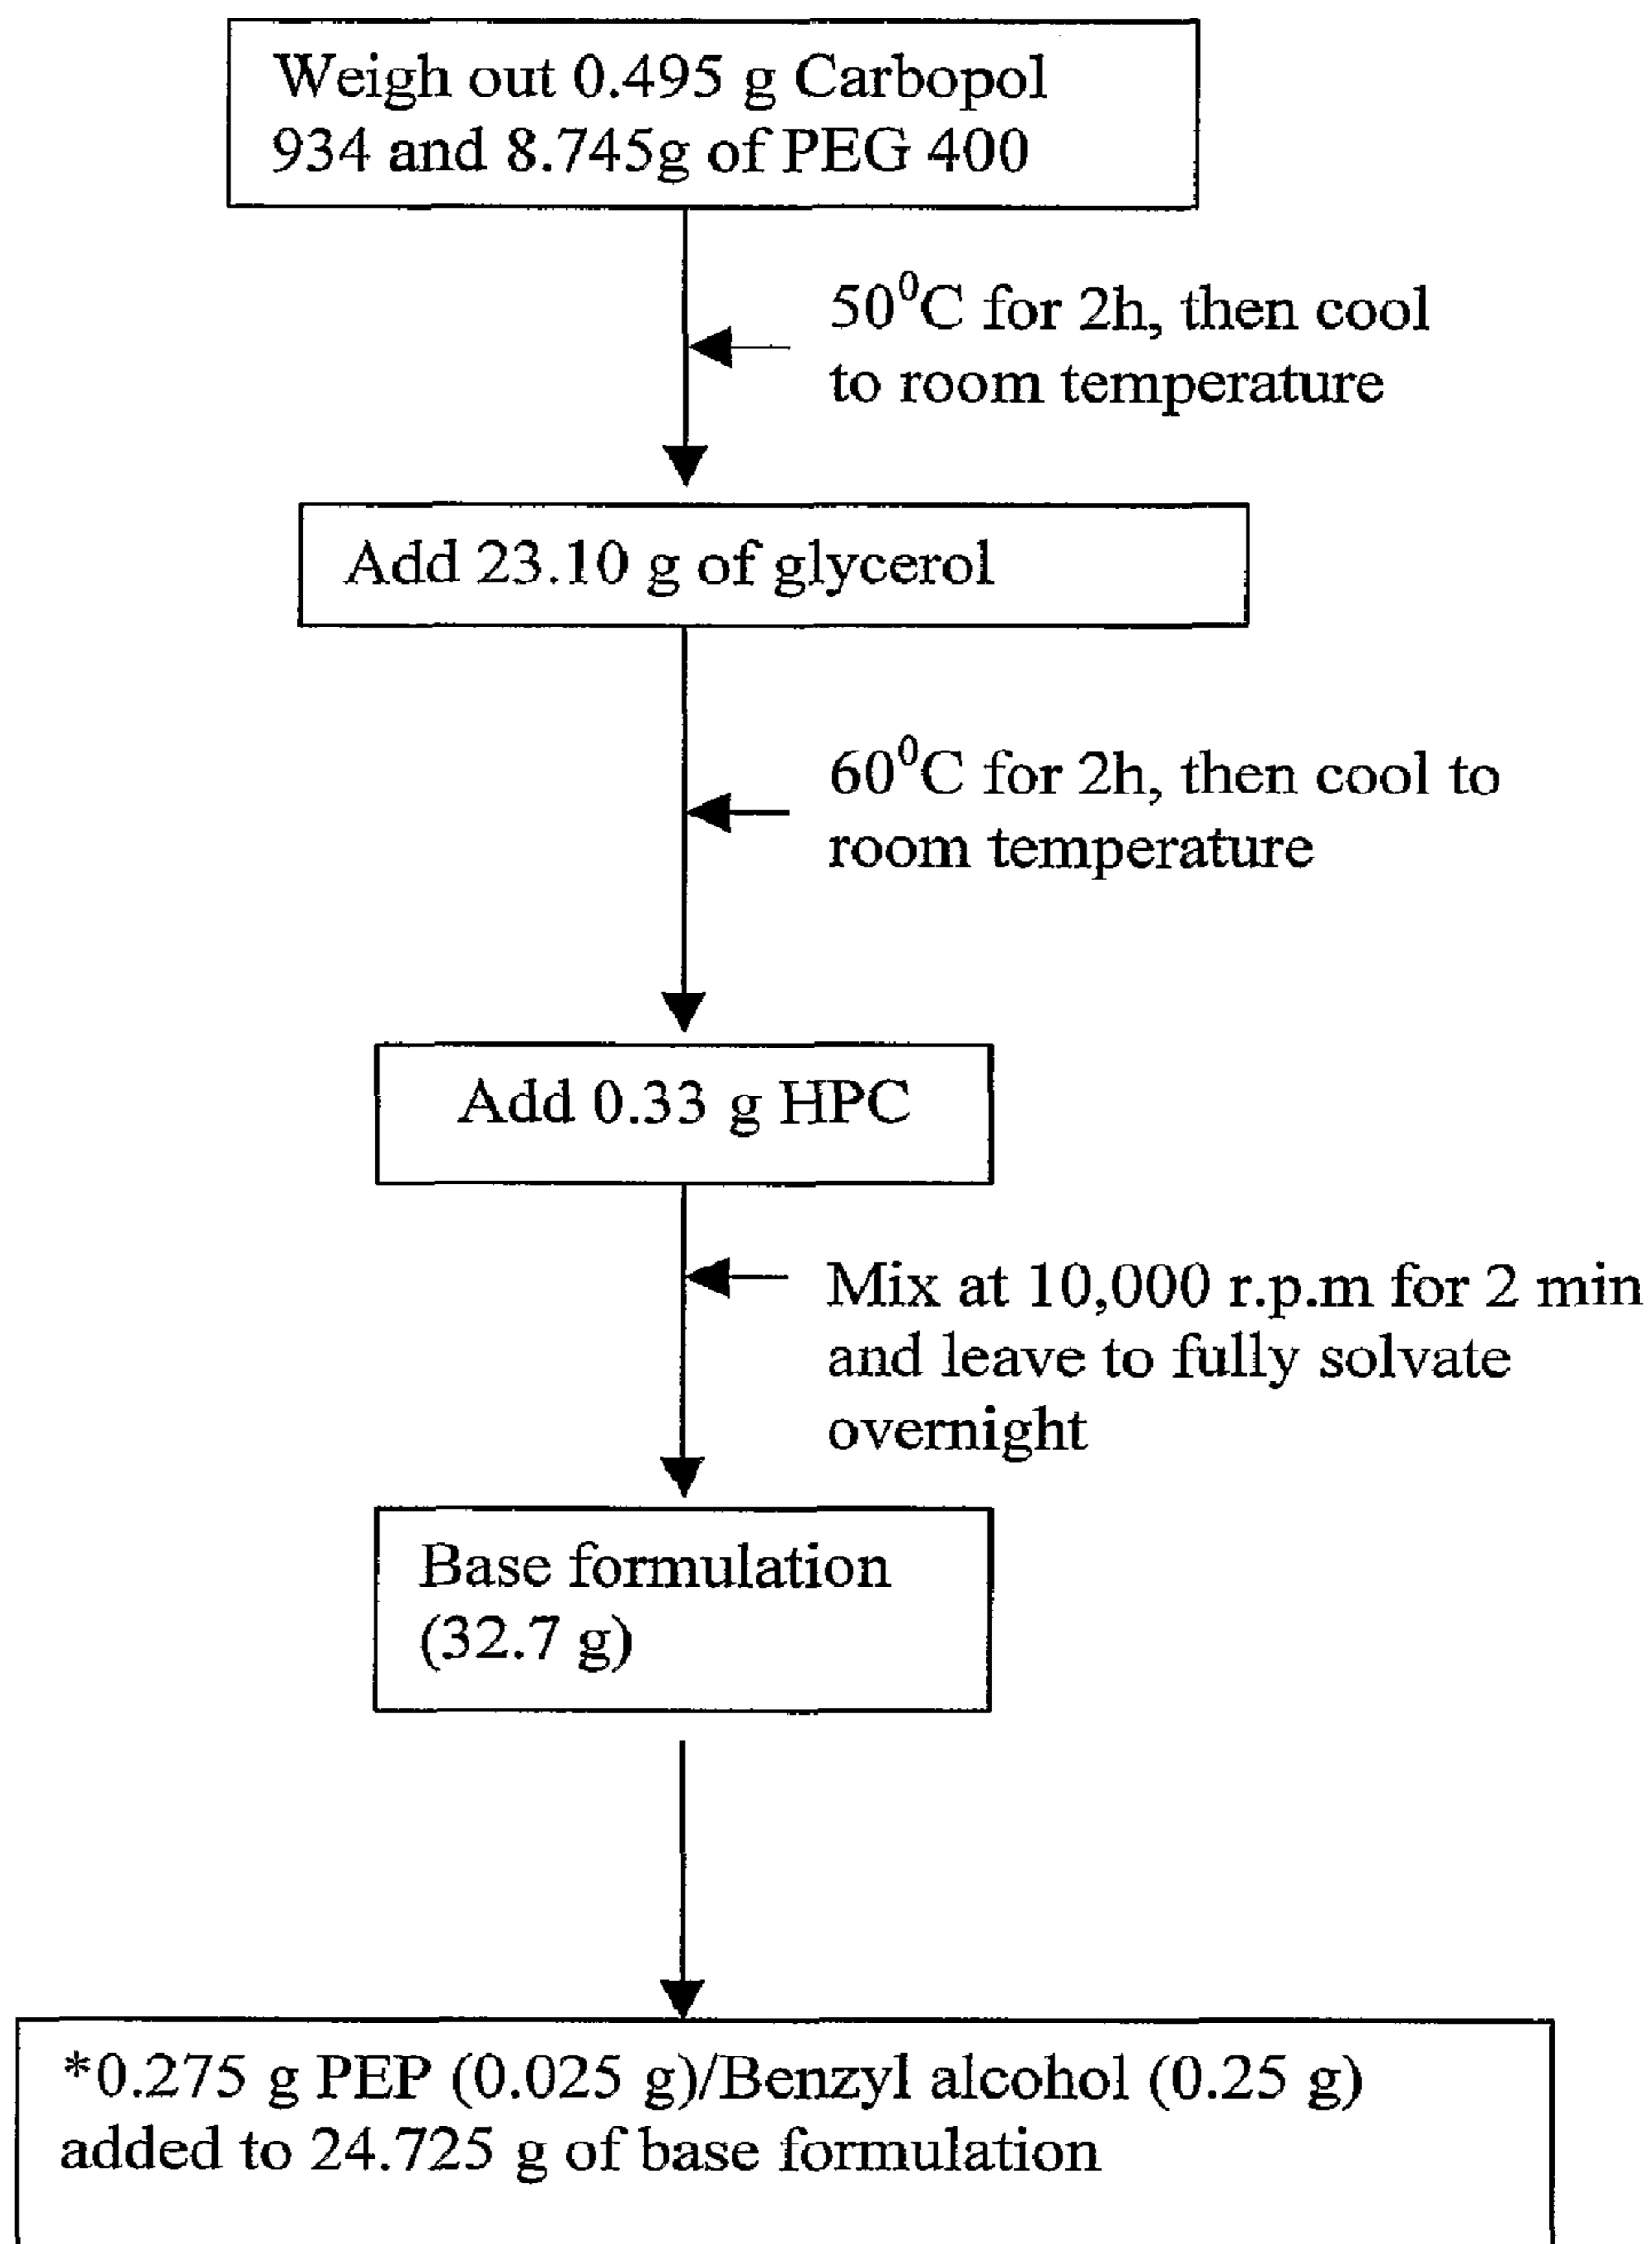 Weigh out 0.495 g Carbopol
934 and 8.745g of PEG 400
50⁰C for 2h, then cool
to room temperature
Add 23.10 g of glycerol
60⁰C for 2h, then cool to
room temperature
Add 0.33 g HPC
Mix at 10,000 r.p.m for 2 min
and leave to fully solvate
overnight
Base formulation
(32.7 g)
*0.275 g PEP (0.025 g)/Benzyl alcohol (0.25 g)
added to 24.725 g of base formulation